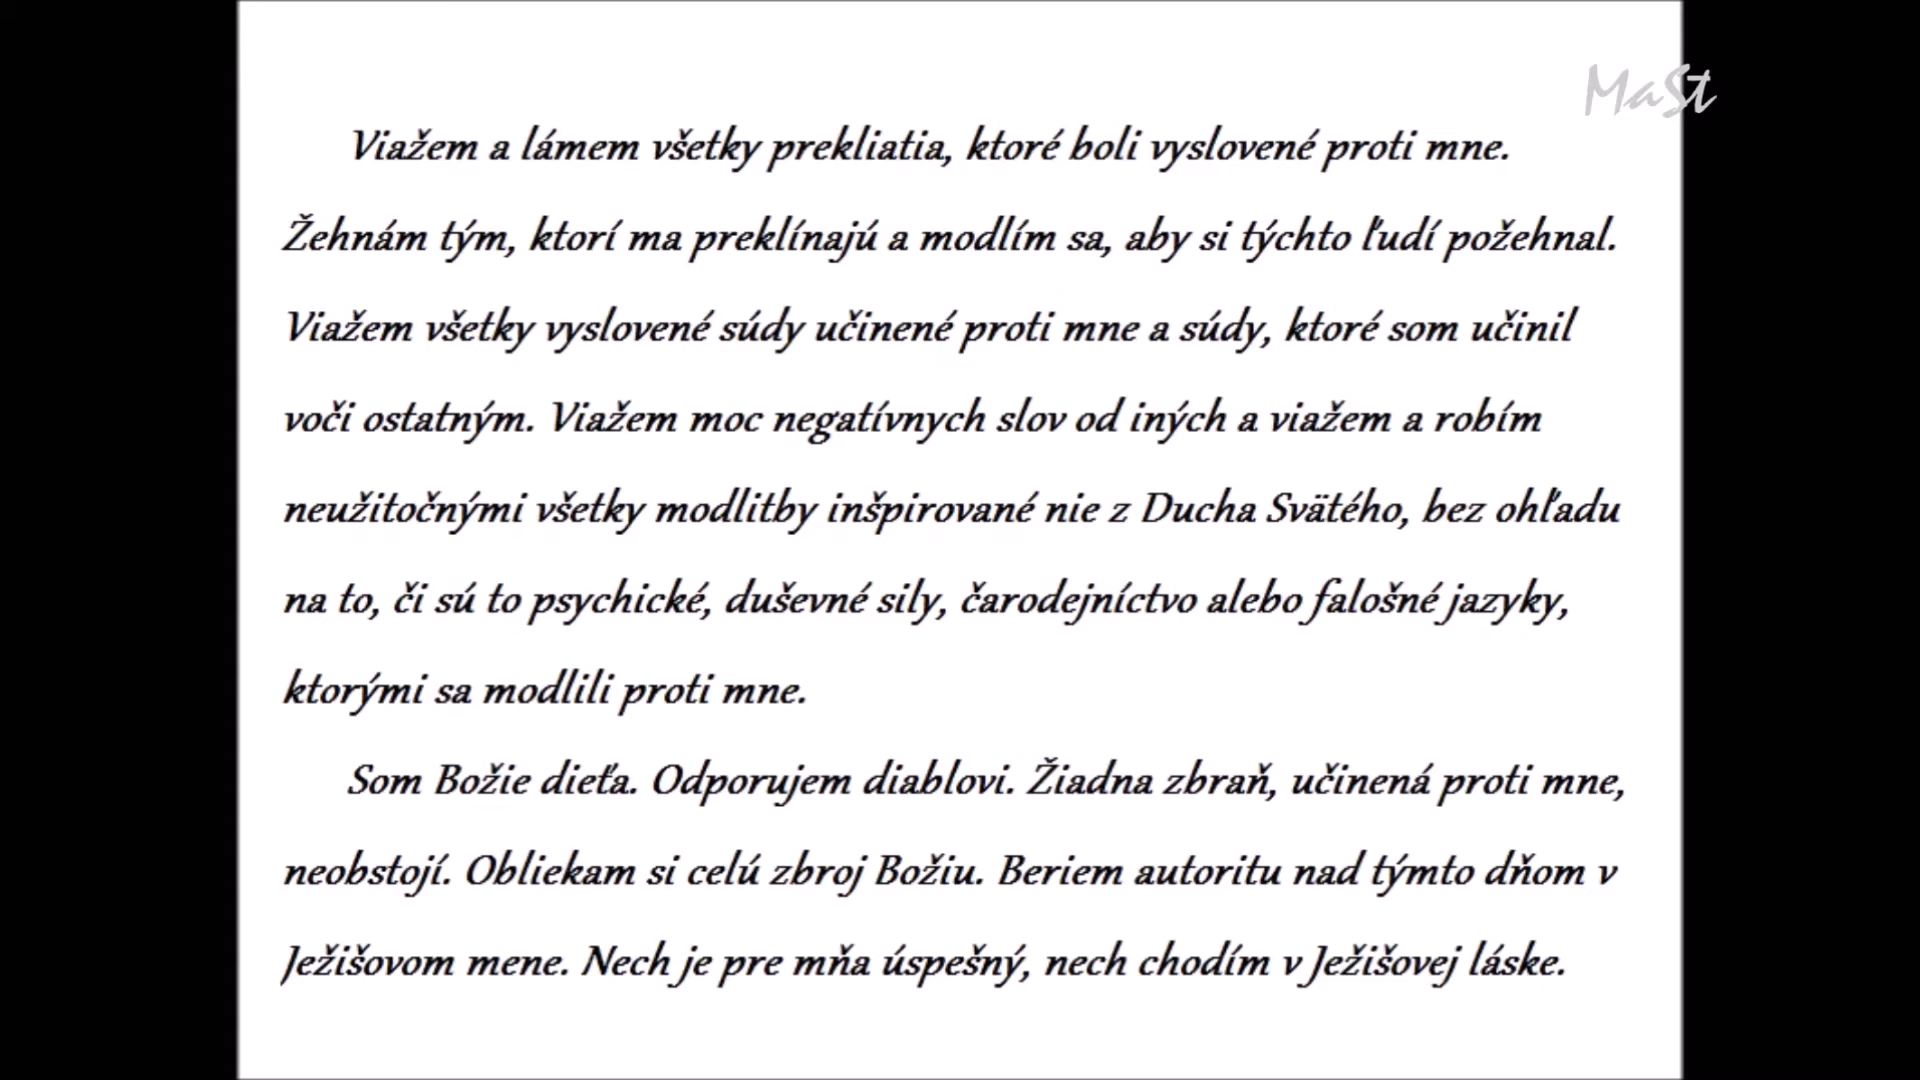 MaSt
Viažem a lámem všetky prekliatia, ktoré boli vyslovené proti mne.
Žehnám tým, ktorí ma preklínajú a modlím sa, aby si týchto ľudí požehnal.
Viažem všetky vyslovené súdy učinené proti mne a súdy, ktoré som učinil
voči ostatným. Viažem moc negatívnych slov od iných a viažem a robím
neužitočnými všetky modlitby inšpirované nie z Ducha Svätého, bez ohľadu
na to, či sú to psychické, duševné sily, čarodejníctvo alebo falošné jazyky,
ktorými sa modlili proti mne.
Som Božie dieťa. Odporujem diablovi. Žiadna zbraň, učinená proti mne,
neobstojí. Obliekam si celú zbroj Božiu. Beriem autoritu nad týmto dňom v
Ježišovom mene. Nech je pre mňa úspešný, nech chodím v Ježišovej láske.